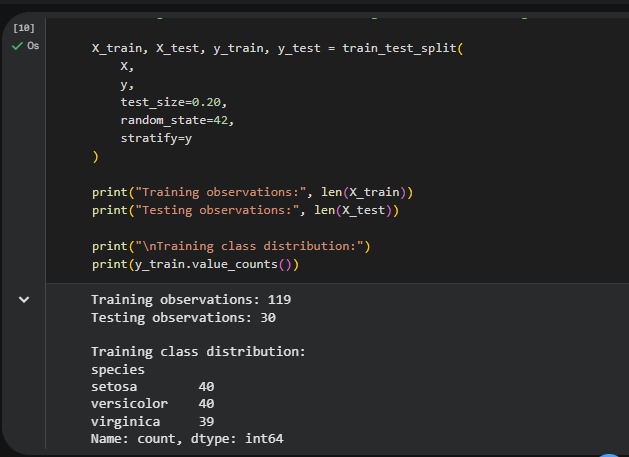 [10]
0s
X_train, X_test, y_train, y_test = train_test_split(
    X,
    y,
    test_size=0.20,
    random_state=42,
    stratify=y
)
print("Training observations:", len(X_train))
print("Testing observations:", len(X_test))
print("\nTraining class distribution:")
print(y_train.value_counts())
Training observations: 119
Testing observations: 30
Training class distribution:
species
setosa        40
versicolor    40
virginica     39
Name: count, dtype: int64